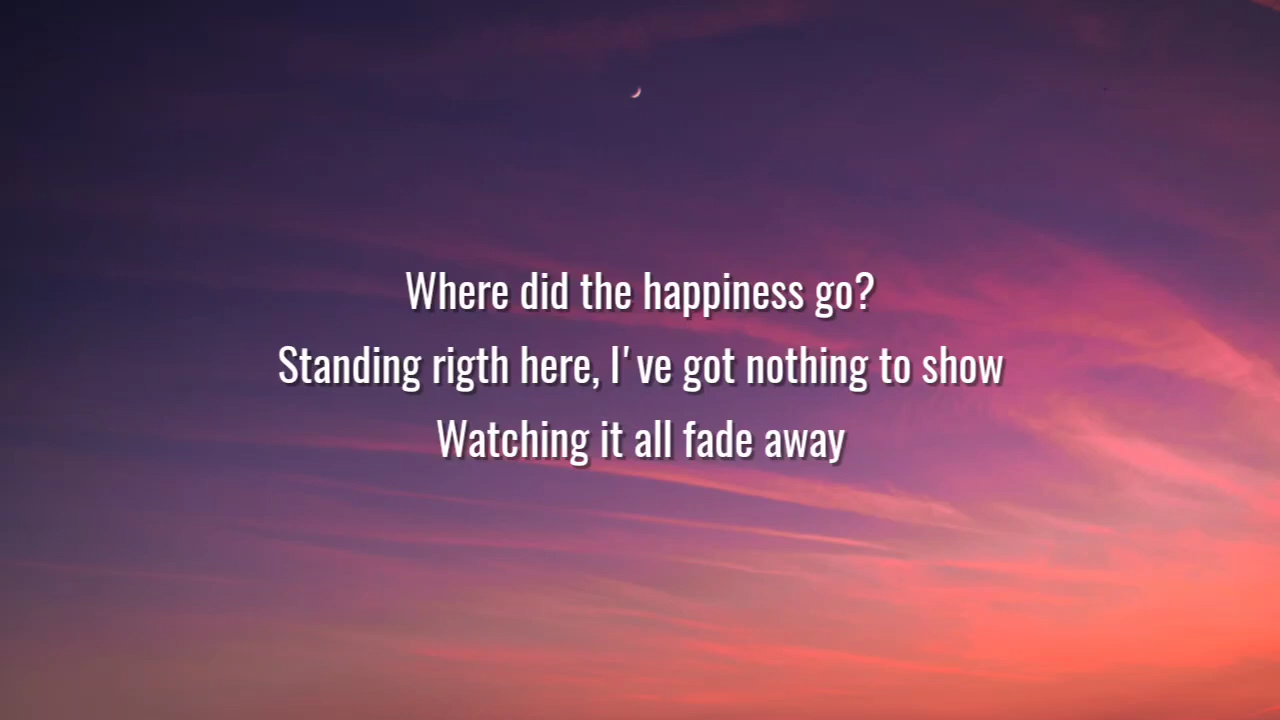 Where did the happiness go?
Standing rigth here, I've got nothing to show
Watching it all fade away